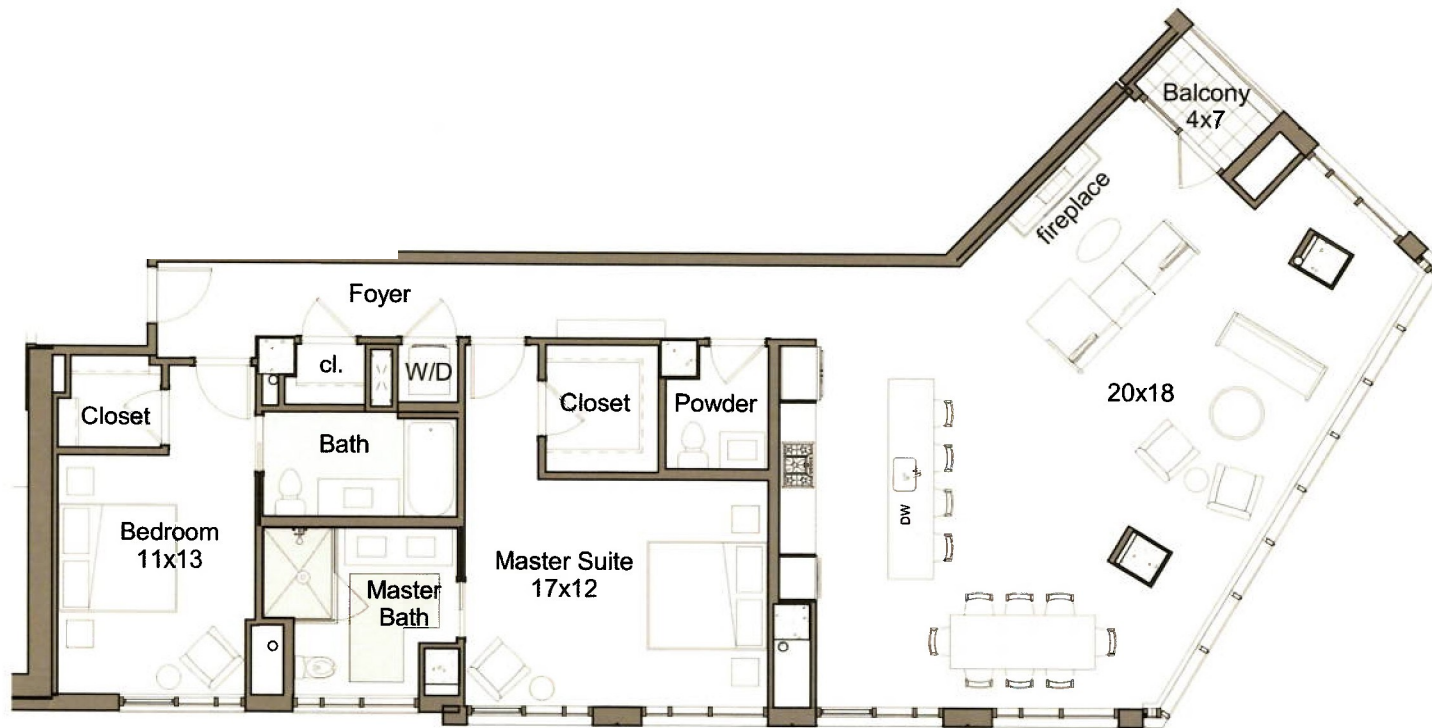 Balcony
4x7
fireplace
Foyer
cl.
W/D
Closet
Closet
Powder
20x18
Bath
DW
Bedroom
11x13
Master Suite
17x12
Master
Bath